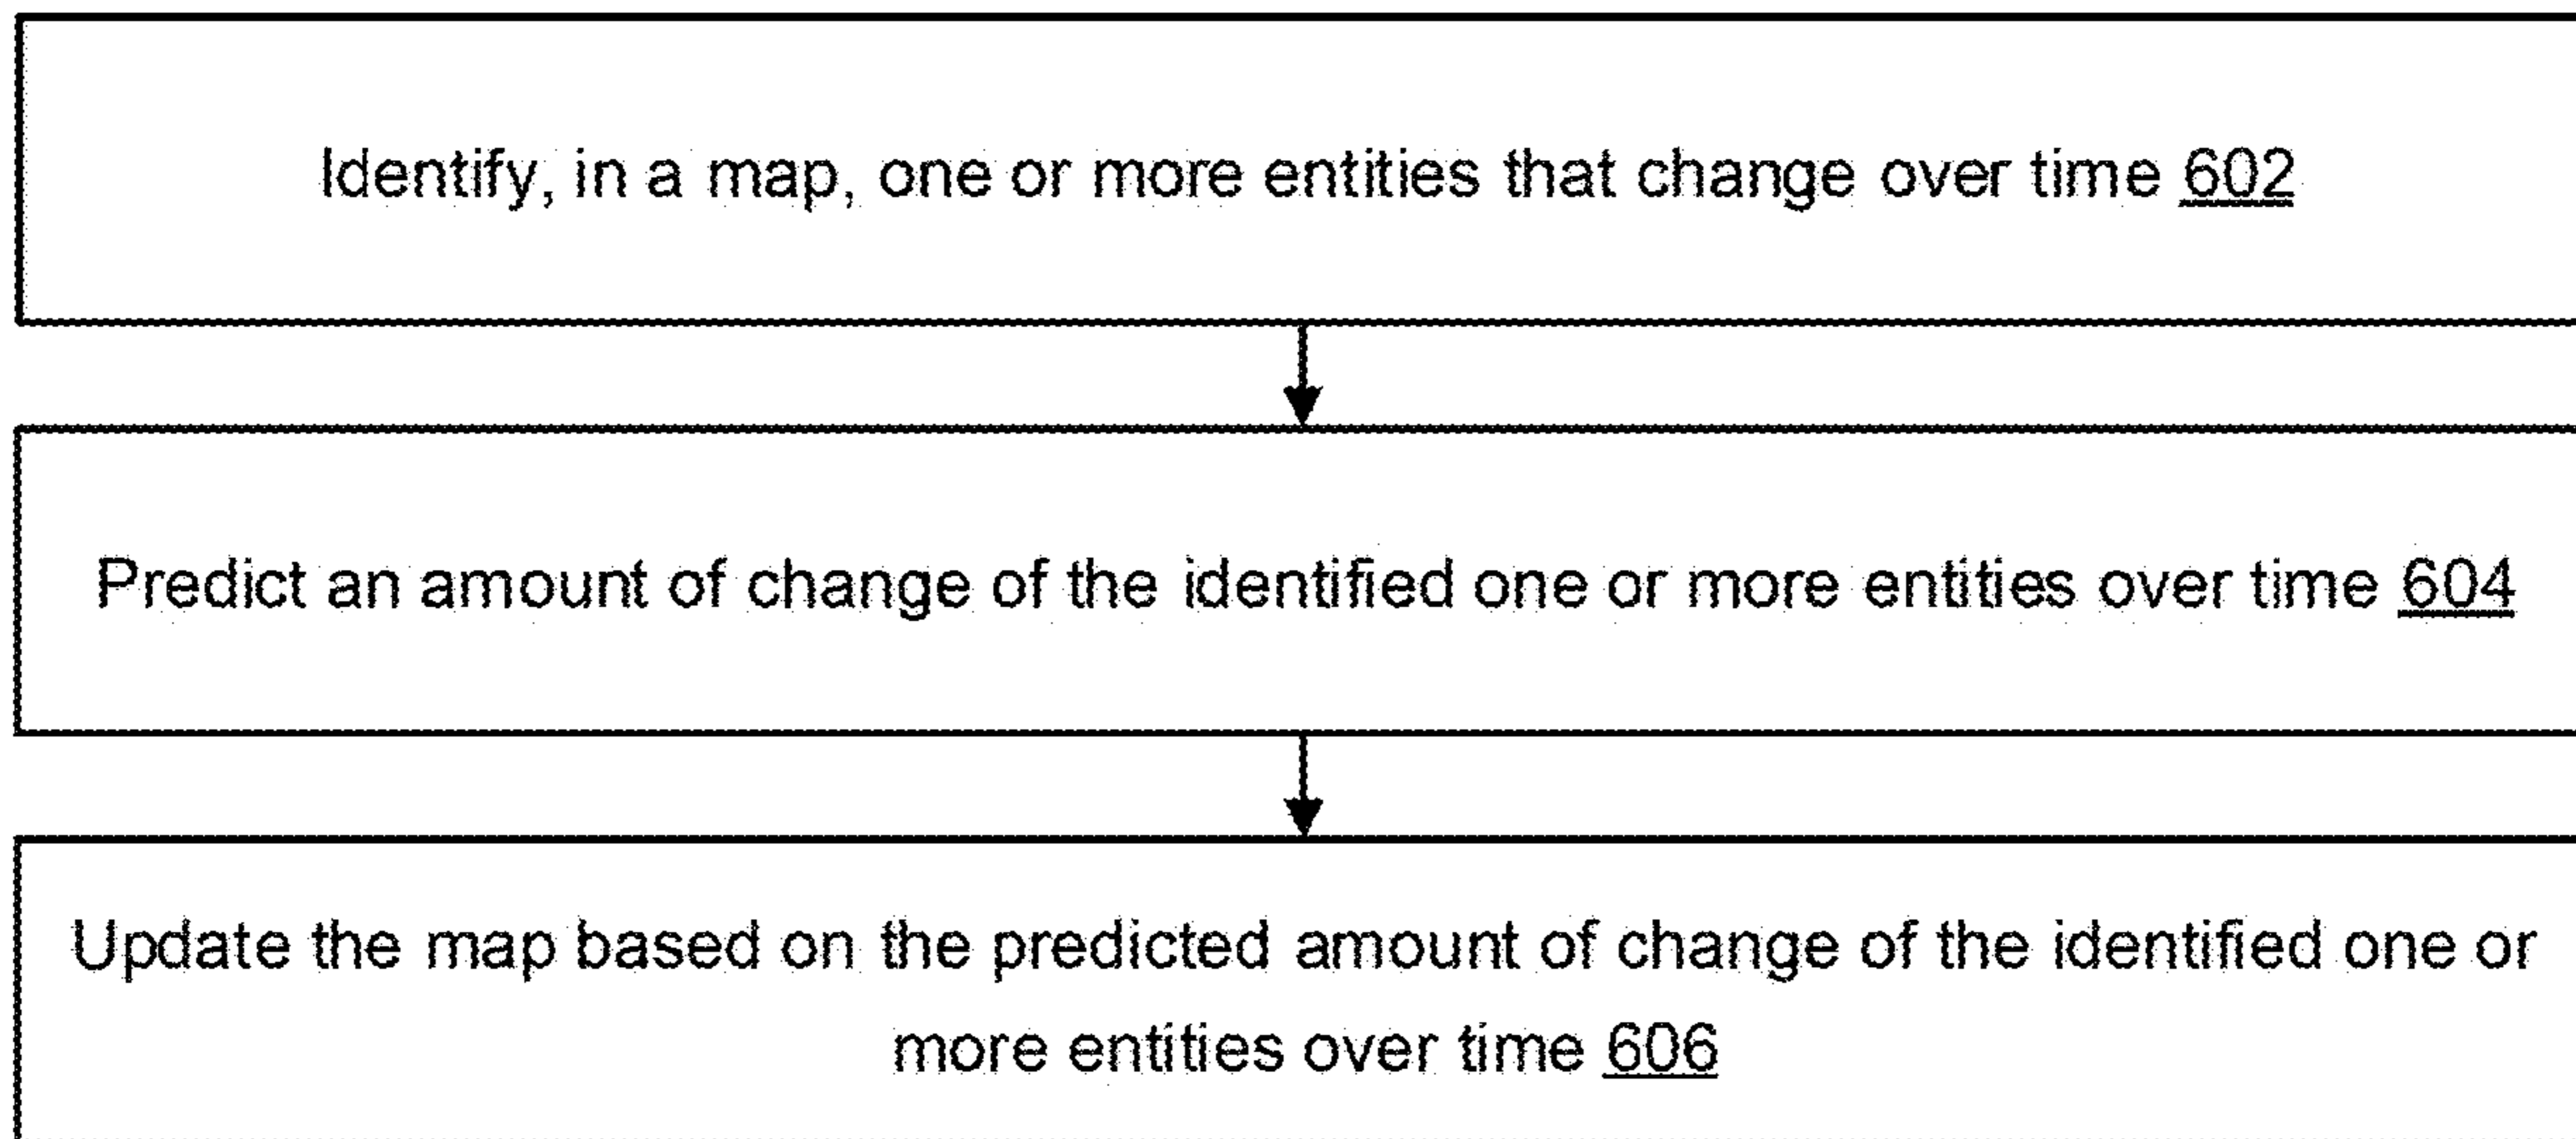 Identify, in a map, one or more entities that change over time 602
Predict an amount of change of the identified one or more entities over time 604
Update the map based on the predicted amount of change of the identified one or
more entities over time 606